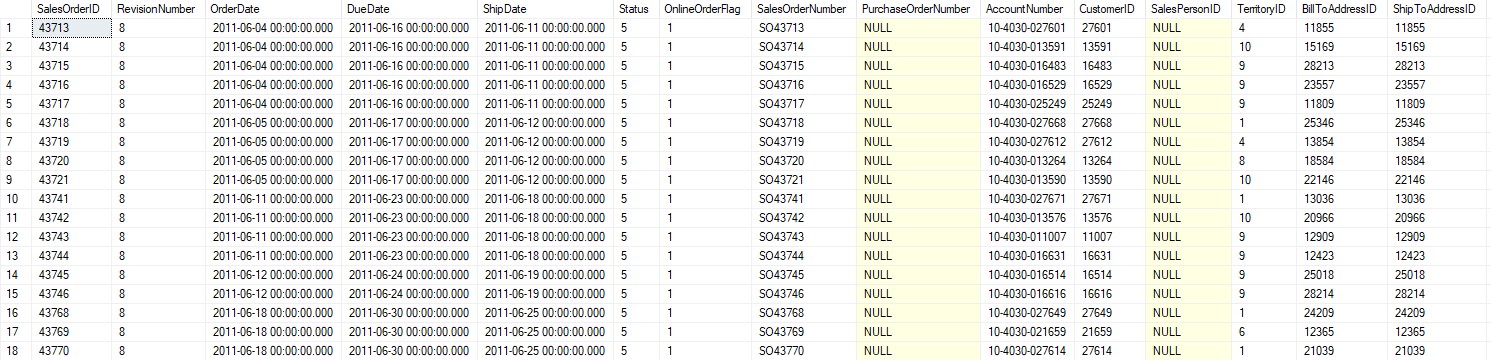 SalesOrderID RevisionNumber OrderDate DueDate ShipDate Status OnlineOrderFlag SalesOrderNumber PurchaseOrderNumber AccountNumber CustomerID SalesPersonID TerritoryID BillToAddressID ShipToAddressID
1 43713 8 2011-06-04 00:00:00.000 2011-06-16 00:00:00.000 2011-06-11 00:00:00.000 5 1 SO43713 NULL 10-4030-027601 27601 NULL 4 11855 11855
2 43714 8 2011-06-04 00:00:00.000 2011-06-16 00:00:00.000 2011-06-11 00:00:00.000 5 1 SO43714 NULL 10-4030-013591 13591 NULL 10 15169 15169
3 43715 8 2011-06-04 00:00:00.000 2011-06-16 00:00:00.000 2011-06-11 00:00:00.000 5 1 SO43715 NULL 10-4030-016483 16483 NULL 9 28213 28213
4 43716 8 2011-06-04 00:00:00.000 2011-06-16 00:00:00.000 2011-06-11 00:00:00.000 5 1 SO43716 NULL 10-4030-016529 16529 NULL 9 23557 23557
5 43717 8 2011-06-04 00:00:00.000 2011-06-16 00:00:00.000 2011-06-11 00:00:00.000 5 1 SO43717 NULL 10-4030-025249 25249 NULL 9 11809 11809
6 43718 8 2011-06-05 00:00:00.000 2011-06-17 00:00:00.000 2011-06-12 00:00:00.000 5 1 SO43718 NULL 10-4030-027668 27668 NULL 1 25346 25346
7 43719 8 2011-06-05 00:00:00.000 2011-06-17 00:00:00.000 2011-06-12 00:00:00.000 5 1 SO43719 NULL 10-4030-027612 27612 NULL 4 13854 13854
8 43720 8 2011-06-05 00:00:00.000 2011-06-17 00:00:00.000 2011-06-12 00:00:00.000 5 1 SO43720 NULL 10-4030-013264 13264 NULL 8 18584 18584
9 43721 8 2011-06-05 00:00:00.000 2011-06-17 00:00:00.000 2011-06-12 00:00:00.000 5 1 SO43721 NULL 10-4030-013590 13590 NULL 10 22146 22146
10 43741 8 2011-06-11 00:00:00.000 2011-06-23 00:00:00.000 2011-06-18 00:00:00.000 5 1 SO43741 NULL 10-4030-027671 27671 NULL 1 13036 13036
11 43742 8 2011-06-11 00:00:00.000 2011-06-23 00:00:00.000 2011-06-18 00:00:00.000 5 1 SO43742 NULL 10-4030-013576 13576 NULL 10 20966 20966
12 43743 8 2011-06-11 00:00:00.000 2011-06-23 00:00:00.000 2011-06-18 00:00:00.000 5 1 SO43743 NULL 10-4030-011007 11007 NULL 9 12909 12909
13 43744 8 2011-06-11 00:00:00.000 2011-06-23 00:00:00.000 2011-06-18 00:00:00.000 5 1 SO43744 NULL 10-4030-016631 16631 NULL 9 12423 12423
14 43745 8 2011-06-12 00:00:00.000 2011-06-24 00:00:00.000 2011-06-19 00:00:00.000 5 1 SO43745 NULL 10-4030-016514 16514 NULL 9 25018 25018
15 43746 8 2011-06-12 00:00:00.000 2011-06-24 00:00:00.000 2011-06-19 00:00:00.000 5 1 SO43746 NULL 10-4030-016616 16616 NULL 9 28214 28214
16 43768 8 2011-06-18 00:00:00.000 2011-06-30 00:00:00.000 2011-06-25 00:00:00.000 5 1 SO43768 NULL 10-4030-027649 27649 NULL 1 24209 24209
17 43769 8 2011-06-18 00:00:00.000 2011-06-30 00:00:00.000 2011-06-25 00:00:00.000 5 1 SO43769 NULL 10-4030-021659 21659 NULL 6 12365 12365
18 43770 8 2011-06-18 00:00:00.000 2011-06-30 00:00:00.000 2011-06-25 00:00:00.000 5 1 SO43770 NULL 10-4030-027614 27614 NULL 1 21039 21039